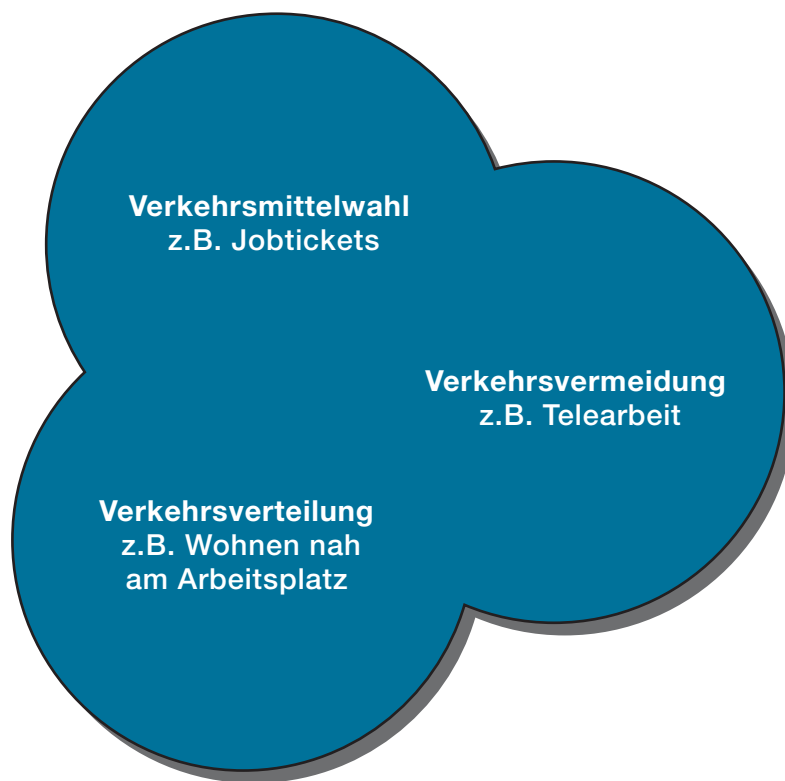 Verkehrsmittelwahl
z.B. Jobtickets
Verkehrsvermeidung
z.B. Telearbeit
Verkehrsverteilung
z.B. Wohnen nah
am Arbeitsplatz